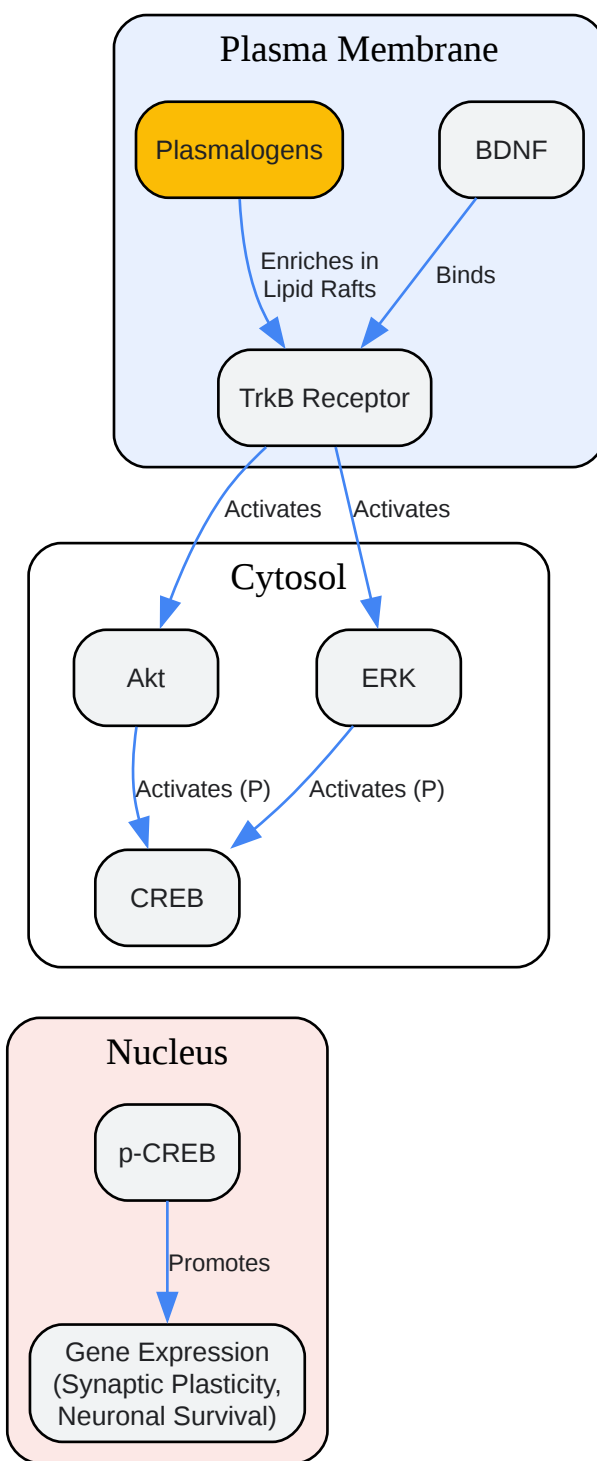 Plasma Membrane
Plasmalogens
BDNF
Enriches in
Lipid Rafts
Binds
TrkB Receptor
Activates
Activates
Cytosol
Akt
ERK
Activates (P)
Activates (P)
CREB
Nucleus
p-CREB
Promotes
Gene Expression
(Synaptic Plasticity,
Neuronal Survival)